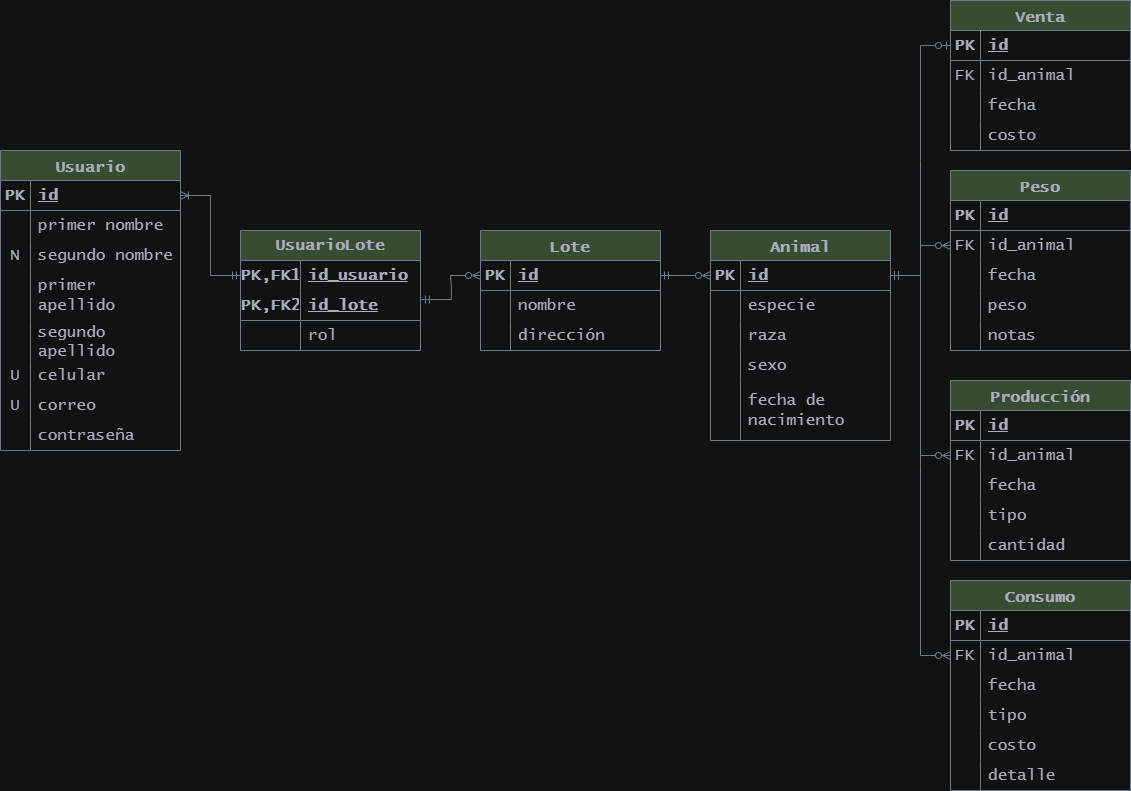 Usuario
PK id
primer nombre
N segundo nombre
primer
apellido
segundo
apellido
U celular
U correo
contraseña
UsuarioLote
PK,FK1 id_usuario
PK,FK2 id_lote
rol
Lote
PK id
nombre
dirección
Animal
PK id
especie
raza
sexo
fecha de
nacimiento
Venta
PK id
FK id_animal
fecha
costo
Peso
PK id
FK id_animal
fecha
peso
notas
Producción
PK id
FK id_animal
fecha
tipo
cantidad
Consumo
PK id
FK id_animal
fecha
tipo
costo
detalle